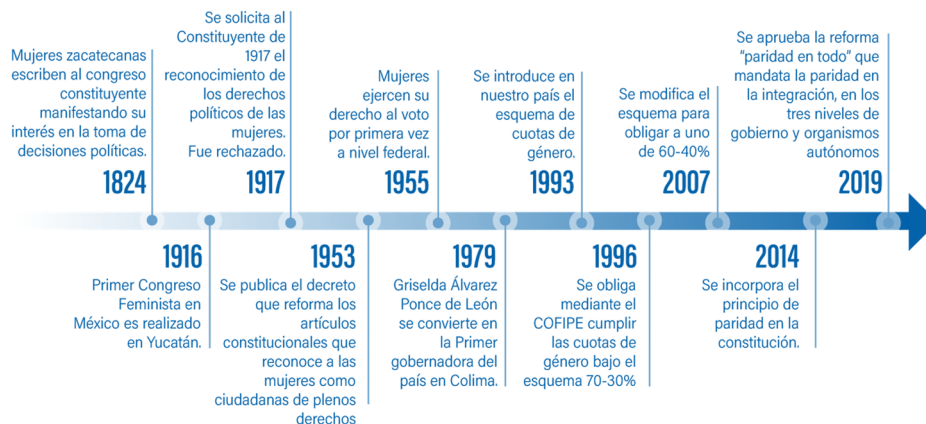 Mujeres zacatecanas
escriben al congreso
constituyente
manifestando su
interés en la toma de
decisiones políticas.
1824
1916
Primer Congreso
Feminista en
México es realizado
en Yucatán.
Se solicita al
Constituyente de
1917 el
reconocimiento de
los derechos
políticos de las
mujeres.
Fue rechazado.
1917
1953
Se publica el decreto
que reforma los
artículos
constitucionales que
reconoce a las
mujeres como
ciudadanas de plenos
derechos
Mujeres
ejercen su
derecho al voto
por primera vez
a nivel federal.
1955
1979
Griselda Álvarez
Ponce de León
se convierte en
la Primer
gobernadora del
país en Colima.
Se introduce en
nuestro país el
esquema de
cuotas de
género.
1993
1996
Se obliga
mediante el
COFIPE cumplir
las cuotas de
género bajo el
esquema 70-30%
Se modifica el
esquema para
obligar a uno
de 60-40%
2007
2014
Se incorpora el
principio de
paridad en la
constitución.
Se aprueba la reforma
“paridad en todo” que
mandata la paridad en
la integración, en los
tres niveles de
gobierno y organismos
autónomos
2019